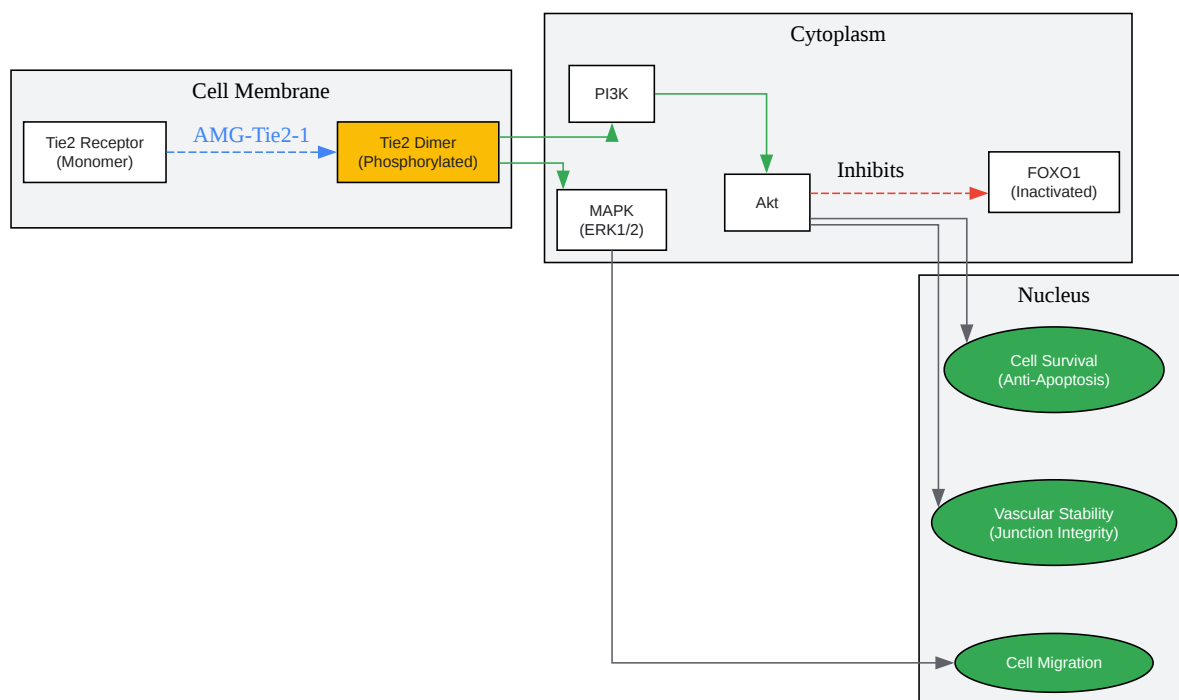 Cell Membrane
Tie2 Receptor
(Monomer)
AMG-Tie2-1
Tie2 Dimer
(Phosphorylated)
Cytoplasm
PI3K
MAPK
(ERK1/2)
Akt
Inhibits
FOXO1
(Inactivated)
Nucleus
Cell Survival
(Anti-Apoptosis)
Vascular Stability
(Junction Integrity)
Cell Migration